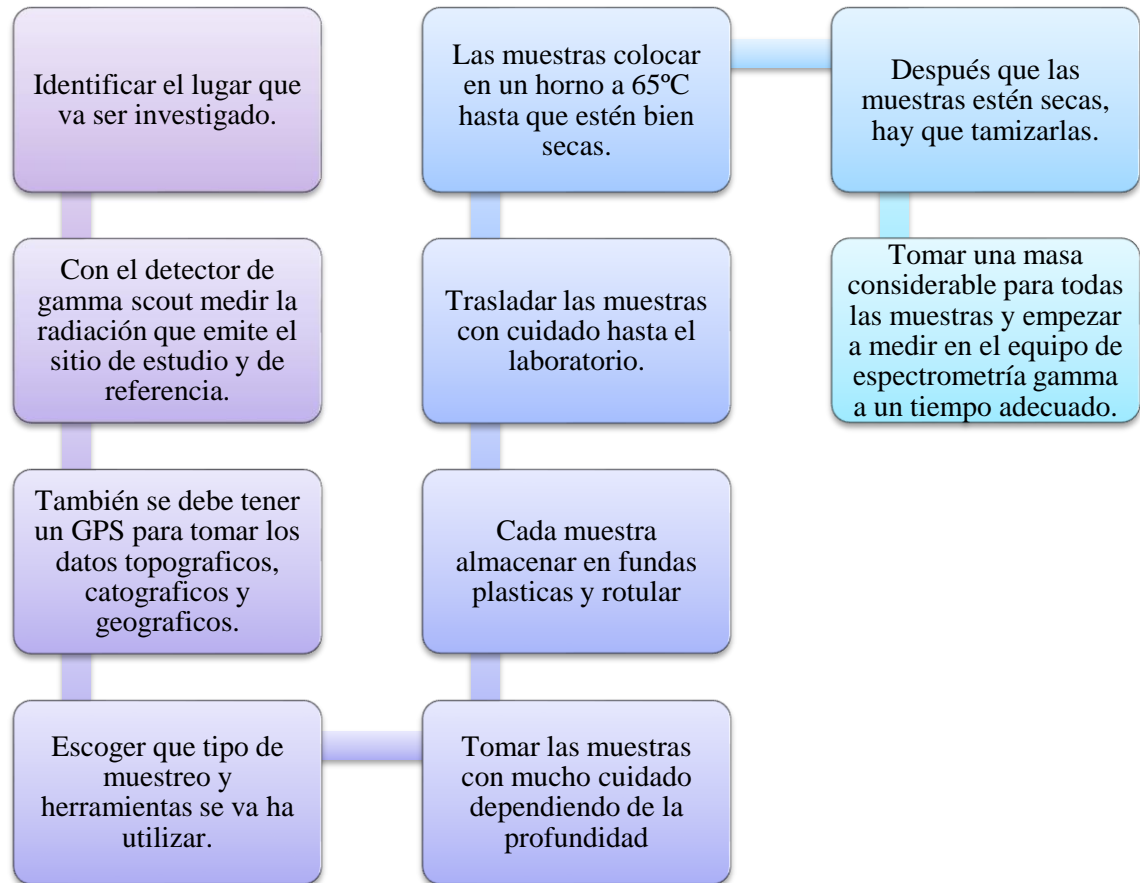 Identificar el lugar que
va ser investigado.
Con el detector de
gamma scout medir la
radiación que emite el
sitio de estudio y de
referencia.
También se debe tener
un GPS para tomar los
datos topograficos,
catograficos y
geograficos.
Escoger que tipo de
muestreo y
herramientas se va ha
utilizar.
Tomar las muestras
con mucho cuidado
dependiendo de la
profundidad
Cada muestra
almacenar en fundas
plasticas y rotular
Trasladar las muestras
con cuidado hasta el
laboratorio.
Las muestras colocar
en un horno a 65ºC
hasta que estén bien
secas.
Después que las
muestras estén secas,
hay que tamizarlas.
Tomar una masa
considerable para todas
las muestras y empezar
a medir en el equipo de
espectrometría gamma
a un tiempo adecuado.